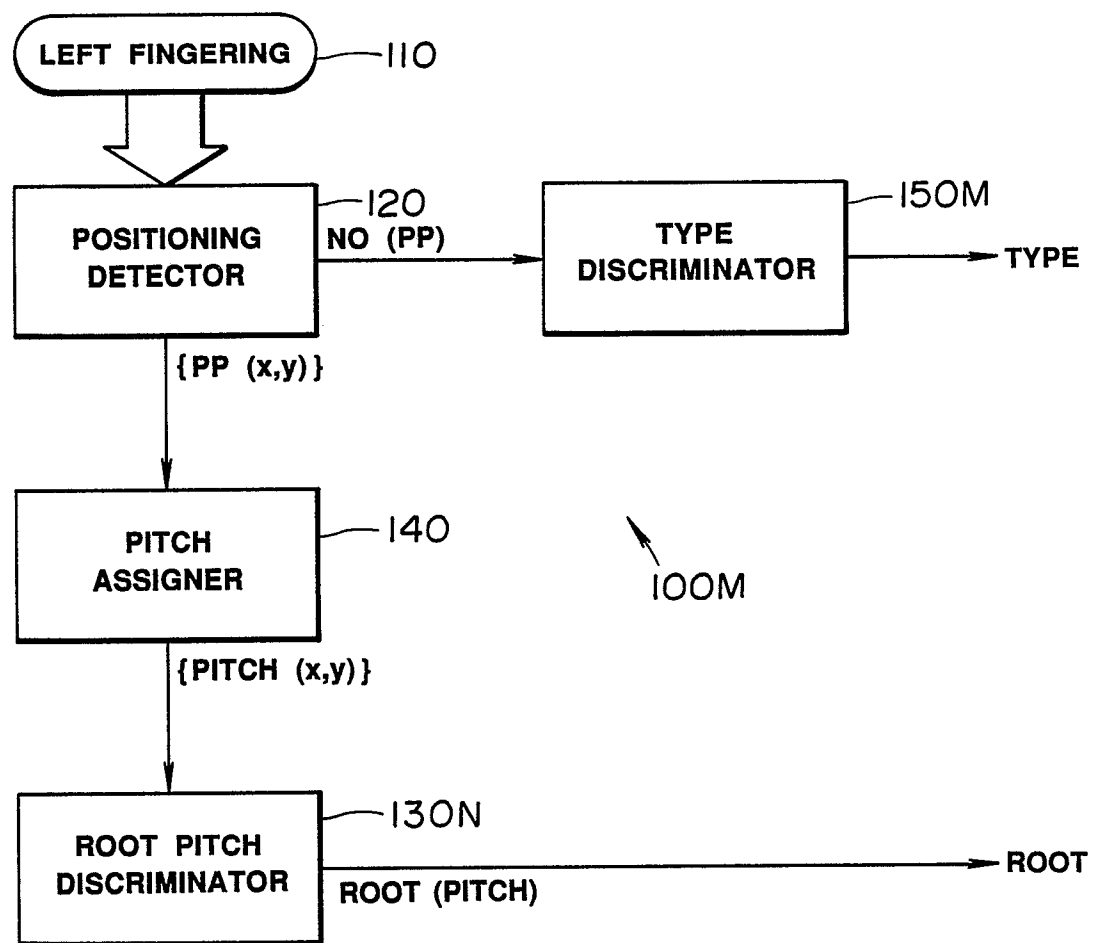 LEFT FINGERING
110
POSITIONING
DETECTOR
120
NO (PP)
TYPE
DISCRIMINATOR
150M
TYPE
{PP (x,y)}
PITCH
ASSIGNER
140
100M
{PITCH (x,y)}
ROOT PITCH
DISCRIMINATOR
130N
ROOT (PITCH)
ROOT